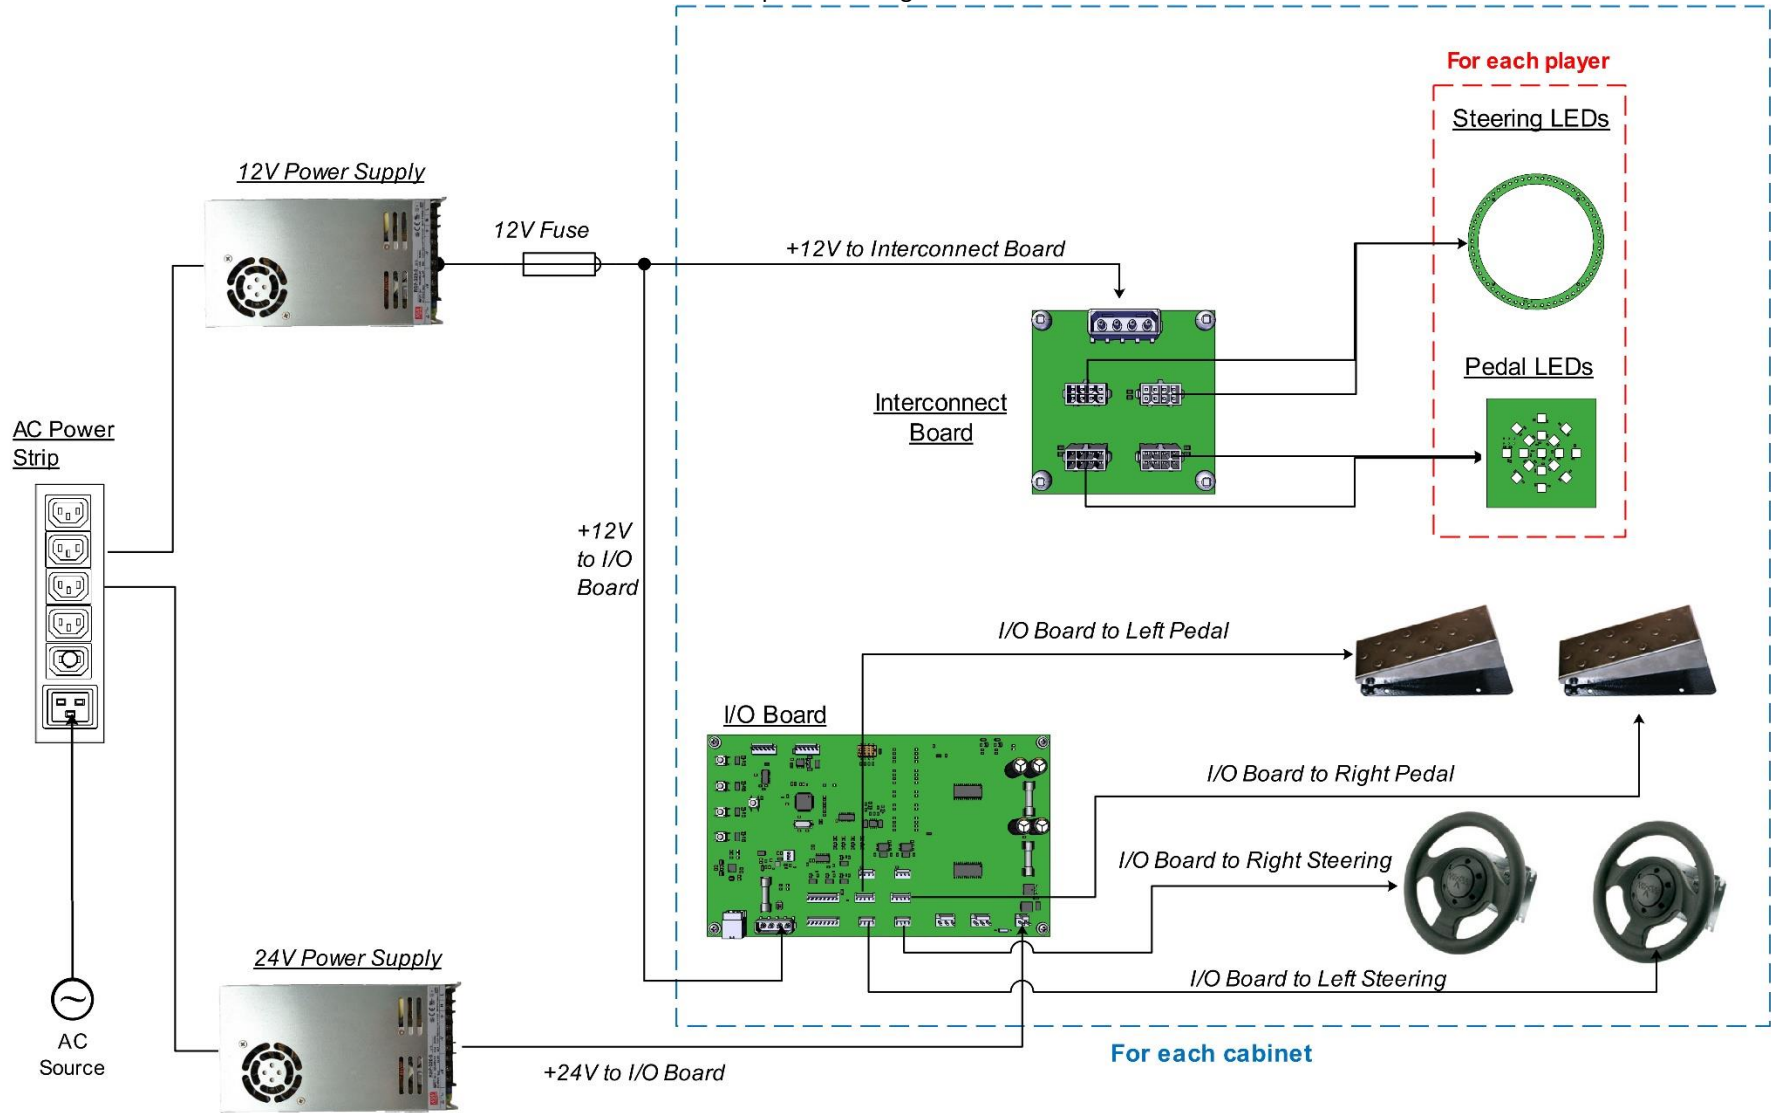 For each player
Steering LEDs
12V Power Supply
12V Fuse
+12V to Interconnect Board
Pedal LEDs
Interconnect
Board
AC Power
Strip
+12V
to I/O
Board
I/O Board to Left Pedal
I/O Board
I/O Board to Right Pedal
I/O Board to Right Steering
24V Power Supply
I/O Board to Left Steering
AC
Source
For each cabinet
+24V to I/O Board